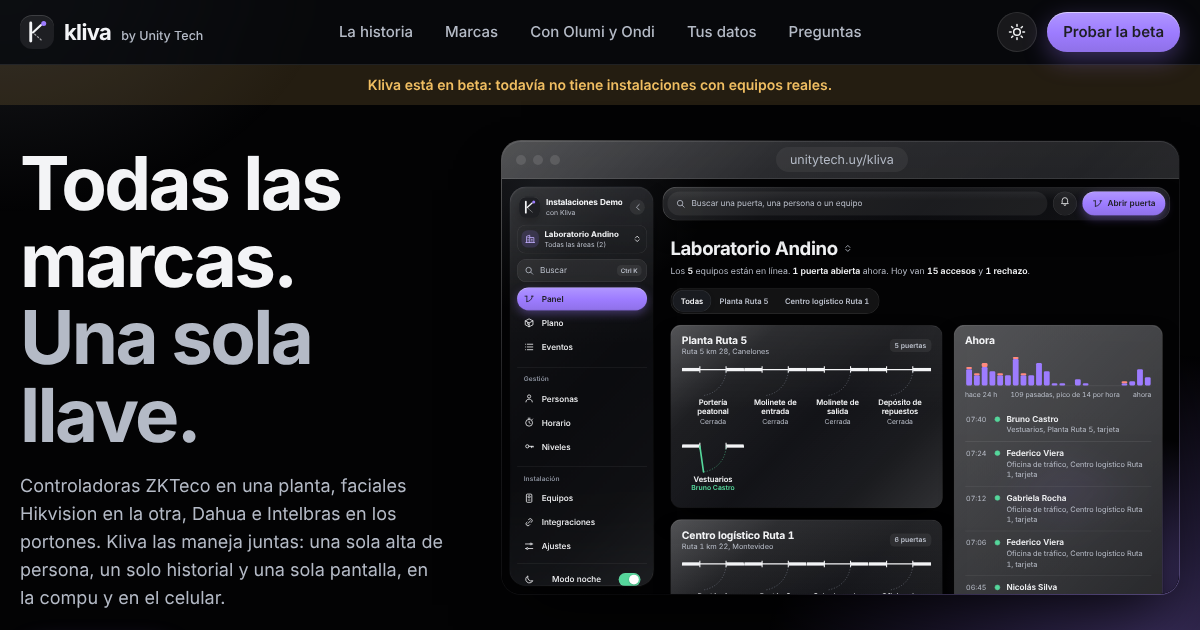 kliva by Unity Tech
La historia
Marcas
Con Olumi y Ondi
Tus datos
Preguntas
Probar la beta
Kliva está en beta: todavía no tiene instalaciones con equipos reales.
Todas las
marcas.
Una sola
llave.
Controladoras ZKTeco en una planta, faciales
Hikvision en la otra, Dahua e Intelbras en los
portones. Kliva las maneja juntas: una sola alta de
persona, un solo historial y una sola pantalla, en
la compu y en el celular.
unitytech.uy/kliva
Instalaciones Demo
con Kliva
Laboratorio Andino
Todas las áreas (2)
Buscar Ctrl K
Panel
Plano
Eventos
Gestión
Personas
Horario
Niveles
Instalación
Equipos
Integraciones
Ajustes
Modo noche
Buscar una puerta, una persona o un equipo
Abrir puerta
Laboratorio Andino
Los 5 equipos están en línea. 1 puerta abierta ahora. Hoy van 15 accesos y 1 rechazo.
Todas Planta Ruta 5 Centro logístico Ruta 1
Planta Ruta 5
Ruta 5 km 28, Canelones
5 puertas
Portería
peatonal
Cerrada
Molinete de
entrada
Cerrada
Molinete de
salida
Cerrada
Depósito de
repuestos
Cerrada
Vestuarios
Bruno Castro
Centro logístico Ruta 1
Ruta 1 km 22, Montevideo
6 puertas
Ahora
hace 24 h 109 pasadas, pico de 14 por hora ahora
07:40 Bruno Castro
Vestuarios, Planta Ruta 5, tarjeta
07:24 Federico Viera
Oficina de tráfico, Centro logístico Ruta
1, tarjeta
07:12 Gabriela Rocha
Oficina de tráfico, Centro logístico Ruta
1, tarjeta
07:06 Federico Viera
Oficina de tráfico, Centro logístico Ruta
1, tarjeta
06:45 Nicolás Silva